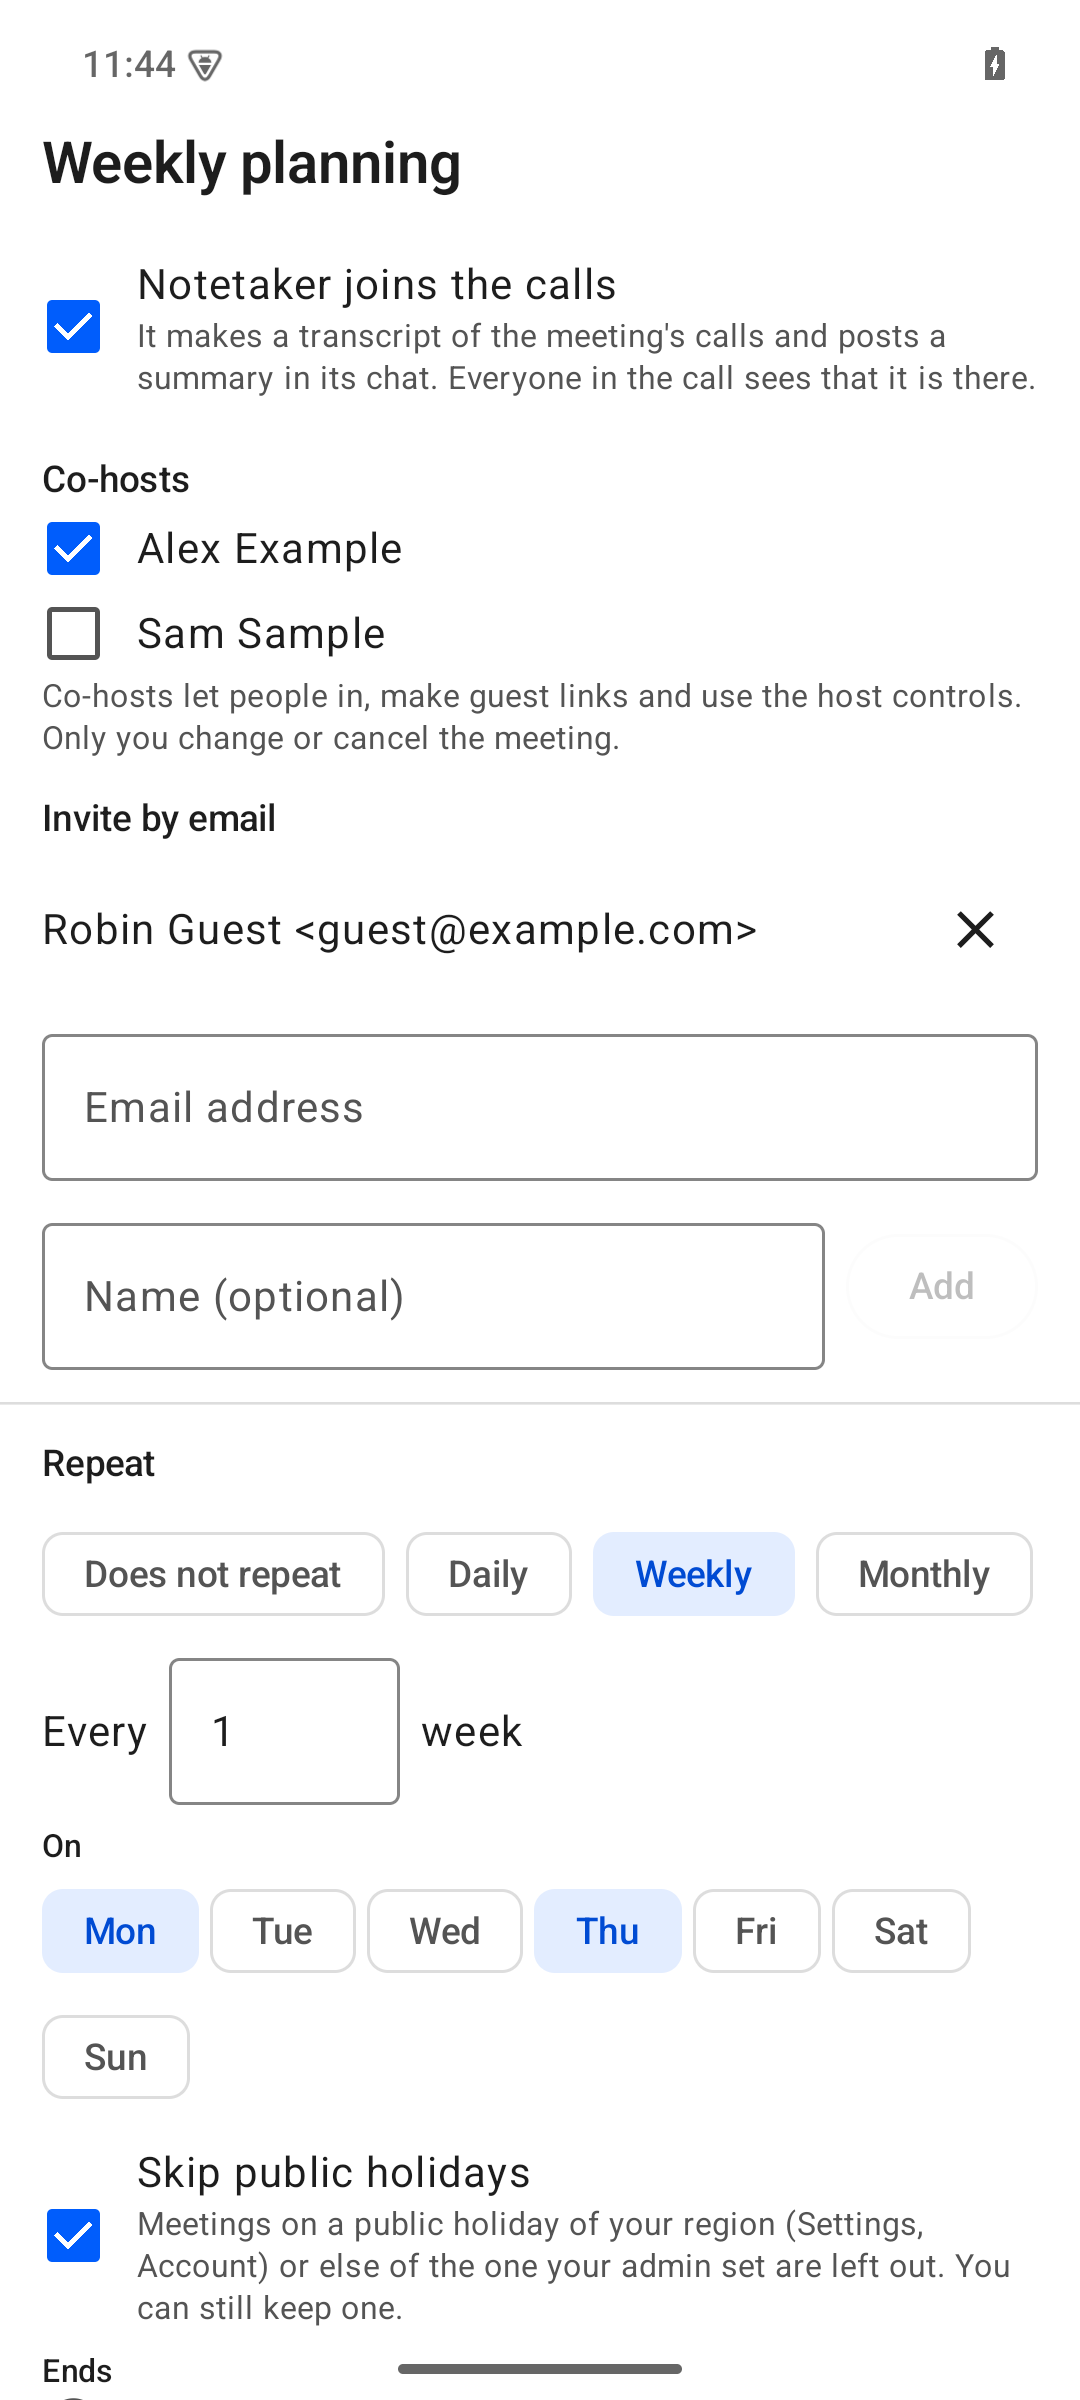 11:44
Weekly planning
Notetaker joins the calls
It makes a transcript of the meeting's calls and posts a
summary in its chat. Everyone in the call sees that it is there.
Co-hosts
Alex Example
Sam Sample
Co-hosts let people in, make guest links and use the host controls.
Only you change or cancel the meeting.
Invite by email
Robin Guest <guest@example.com>
Email address
Name (optional)
Add
Repeat
Does not repeat
Daily
Weekly
Monthly
Every 1 week
On
Mon
Tue
Wed
Thu
Fri
Sat
Sun
Skip public holidays
Meetings on a public holiday of your region (Settings,
Account) or else of the one your admin set are left out. You
can still keep one.
Ends